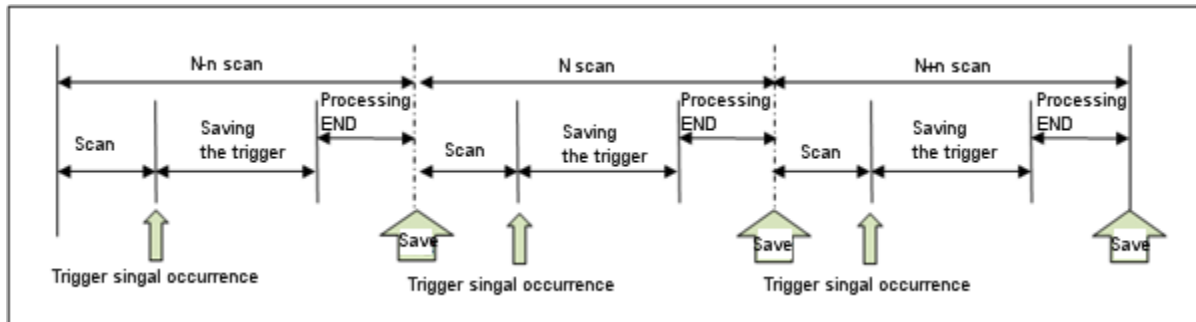 N-n scan
N scan
N+n scan
Processing
END
Processing
END
Processing
END
Scan
Saving
the trigger
Scan
Saving
the trigger
Scan
Saving
the trigger
Save
Save
Save
Trigger singal occurrence
Trigger singal occurrence
Trigger singal occurrence